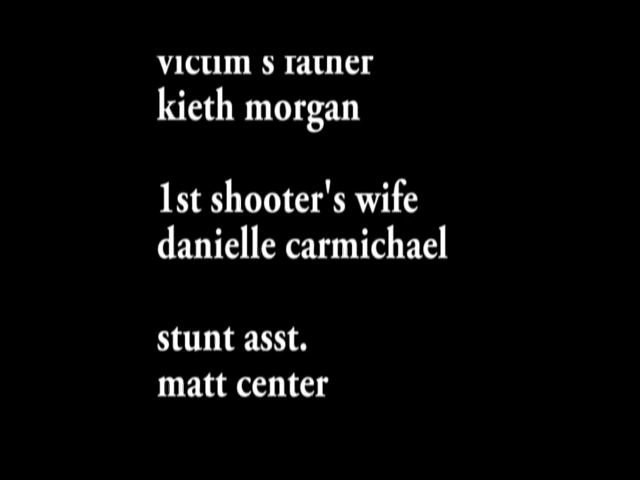 victim's father
kieth morgan
1st shooter's wife
danielle carmichael
stunt asst.
matt center